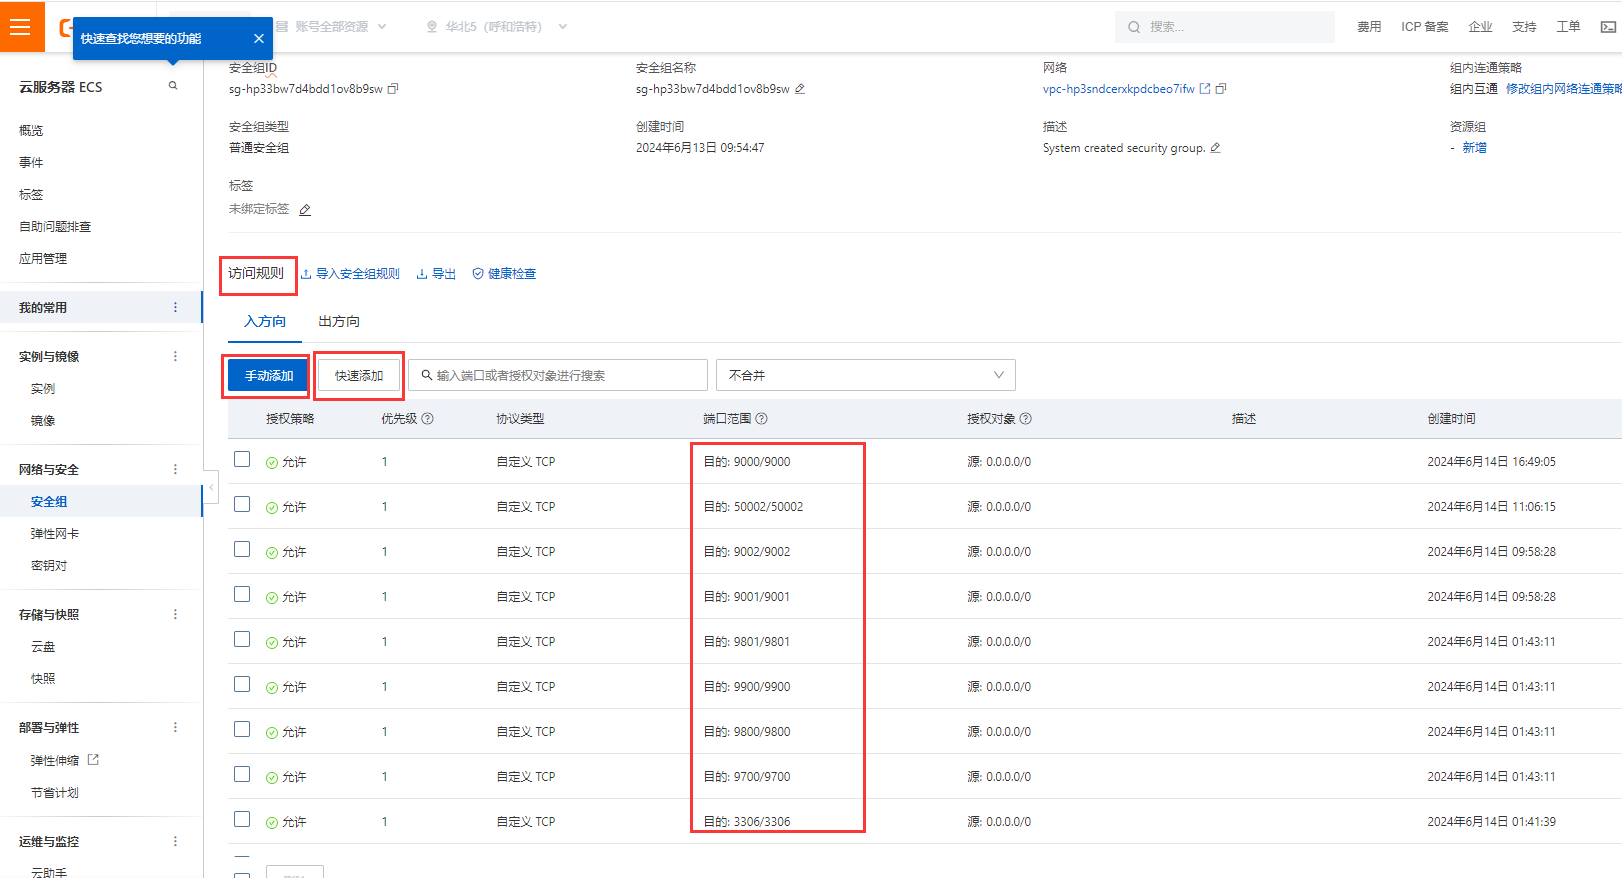 快速查找您想要的功能
账号全部资源
华北5（呼和浩特）
搜索...
费用
ICP 备案
企业
支持
工单
云服务器 ECS
概览
事件
标签
自助问题排查
应用管理
我的常用
实例与镜像
实例
镜像
网络与安全
安全组
弹性网卡
密钥对
存储与快照
云盘
快照
部署与弹性
弹性伸缩
节省计划
运维与监控
云助手
安全组ID
sg-hp33bw7d4bdd1ov8b9sw
安全组名称
sg-hp33bw7d4bdd1ov8b9sw
网络
vpc-hp3sndcerxkpdcbeo7ifw
组内连通策略
组内互通 修改组内网络连通策略
安全组类型
普通安全组
创建时间
2024年6月13日 09:54:47
描述
System created security group.
资源组
- 新增
标签
未绑定标签
访问规则 导入安全组规则 导出 健康检查
入方向 出方向
手动添加 快速添加 输入端口或者授权对象进行搜索 不合并
授权策略 优先级 协议类型 端口范围 授权对象 描述 创建时间
允许 1 自定义 TCP 目的: 9000/9000 源: 0.0.0.0/0 2024年6月14日 16:49:05
允许 1 自定义 TCP 目的: 50002/50002 源: 0.0.0.0/0 2024年6月14日 11:06:15
允许 1 自定义 TCP 目的: 9002/9002 源: 0.0.0.0/0 2024年6月14日 09:58:28
允许 1 自定义 TCP 目的: 9001/9001 源: 0.0.0.0/0 2024年6月14日 09:58:28
允许 1 自定义 TCP 目的: 9801/9801 源: 0.0.0.0/0 2024年6月14日 01:43:11
允许 1 自定义 TCP 目的: 9900/9900 源: 0.0.0.0/0 2024年6月14日 01:43:11
允许 1 自定义 TCP 目的: 9800/9800 源: 0.0.0.0/0 2024年6月14日 01:43:11
允许 1 自定义 TCP 目的: 9700/9700 源: 0.0.0.0/0 2024年6月14日 01:43:11
允许 1 自定义 TCP 目的: 3306/3306 源: 0.0.0.0/0 2024年6月14日 01:41:39